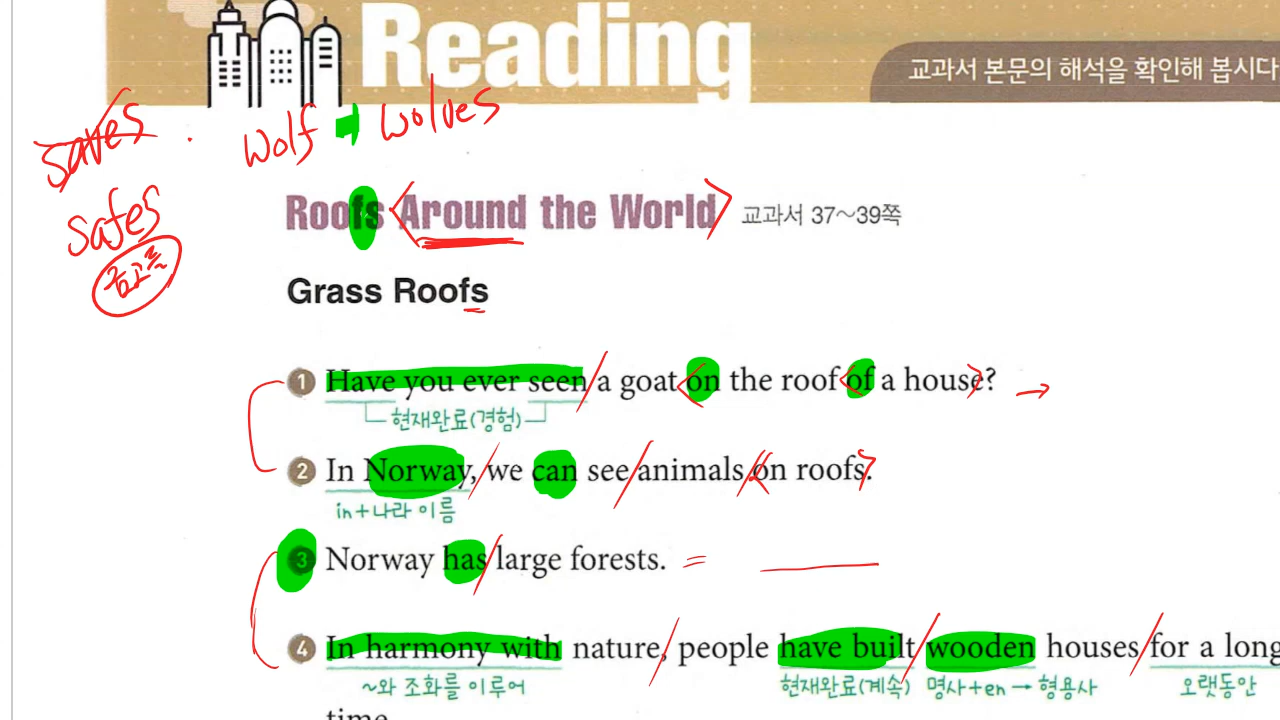 Reading
교과서 본문의 해석을 확인해 봅시다
saves . wolf → wolves
safes
금고들
Roofs <Around the World> 교과서 37~39쪽
Grass Roofs
1 Have you ever seen / a goat <on the roof <of a house>? →
현재완료(경험)
2 In Norway, / we can see / animals / <on roofs>.
in+나라 이름
3 Norway has / large forests. =
4 In harmony with nature, / people have built / wooden houses / for a long
~와 조화를 이루어 현재완료(계속) 명사+en → 형용사 오랫동안
time.